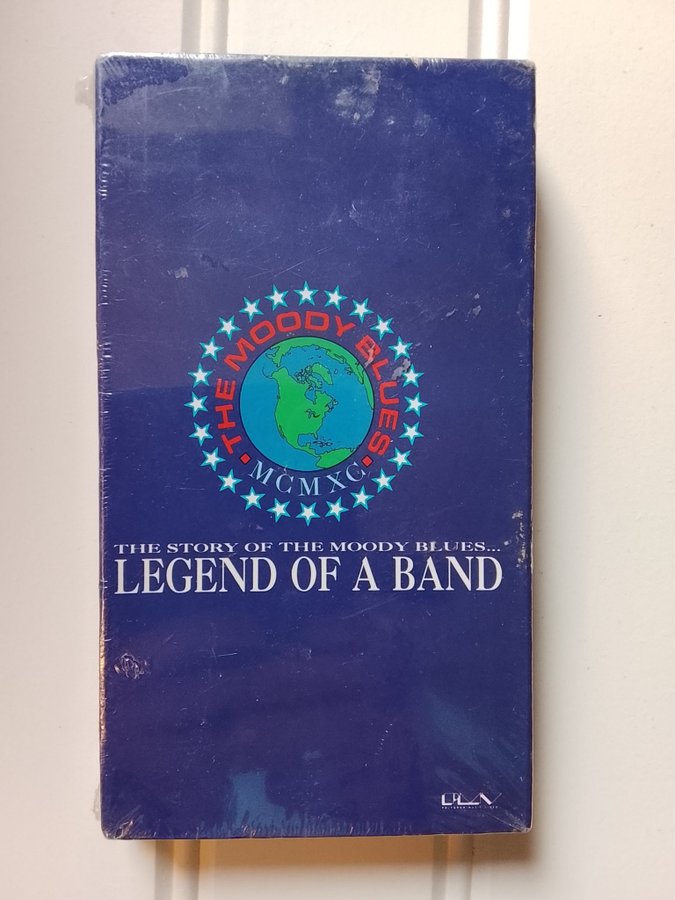 THE MOODY BLUES
MCMXC
THE STORY OF THE MOODY BLUES...
LEGEND OF A BAND